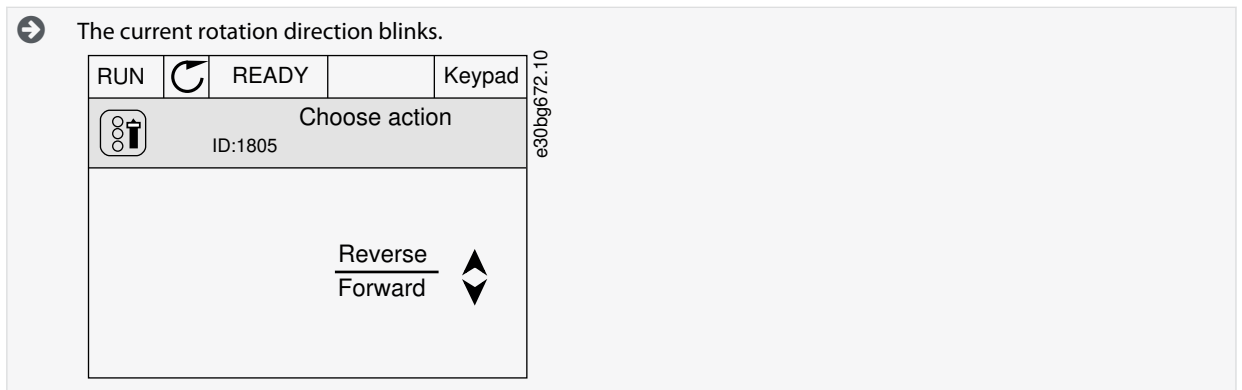 The current rotation direction blinks.
RUN READY Keypad
Choose action
ID:1805
Reverse
Forward
e30bg672.10